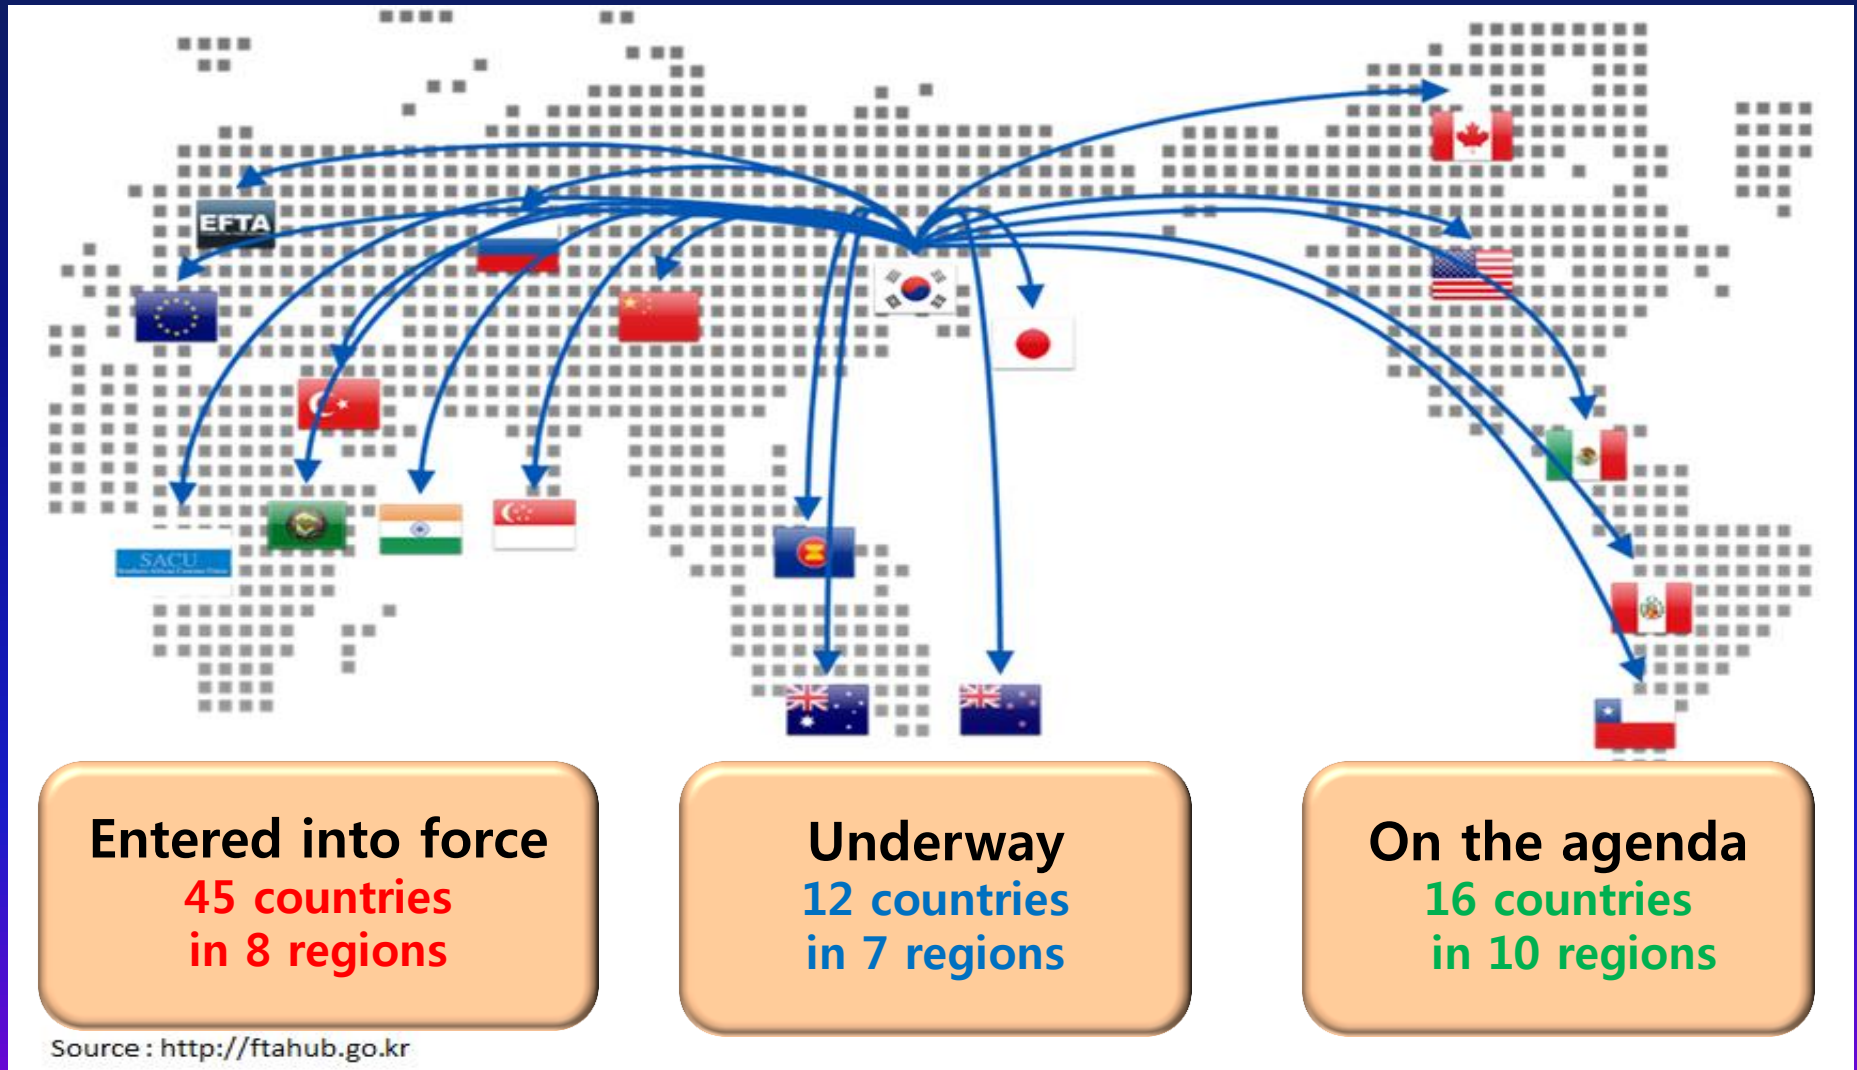 EFTA
SACU
Entered into force
45 countries
in 8 regions
Underway
12 countries
in 7 regions
On the agenda
16 countries
in 10 regions
Source : http://ftahub.go.kr